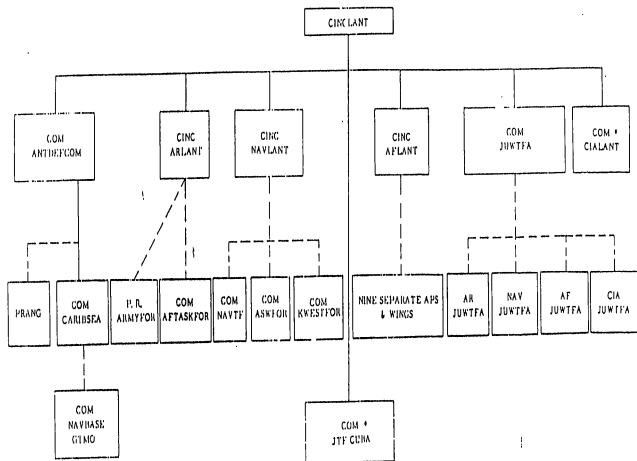 CINCLANT
COM
ANTDEFCOM
CINC
ARLANT
CINC
NAVLANT
CINC
AFLANT
COM
JUWTFA
COM *
CIALANT
PRANG
COM
CARIBSEA
P. R.
ARMYFOR
COM
AFTASKFOR
COM
NAVTF
COM
ASWFOR
COM
KWESTFOR
NINE SEPARATE AFS
& WINGS
AR
JUWTFA
NAV
JUWTFA
AF
JUWTFA
CIA
JUWTFA
COM
NAVBASE
GTMO
COM *
JTF CUBA